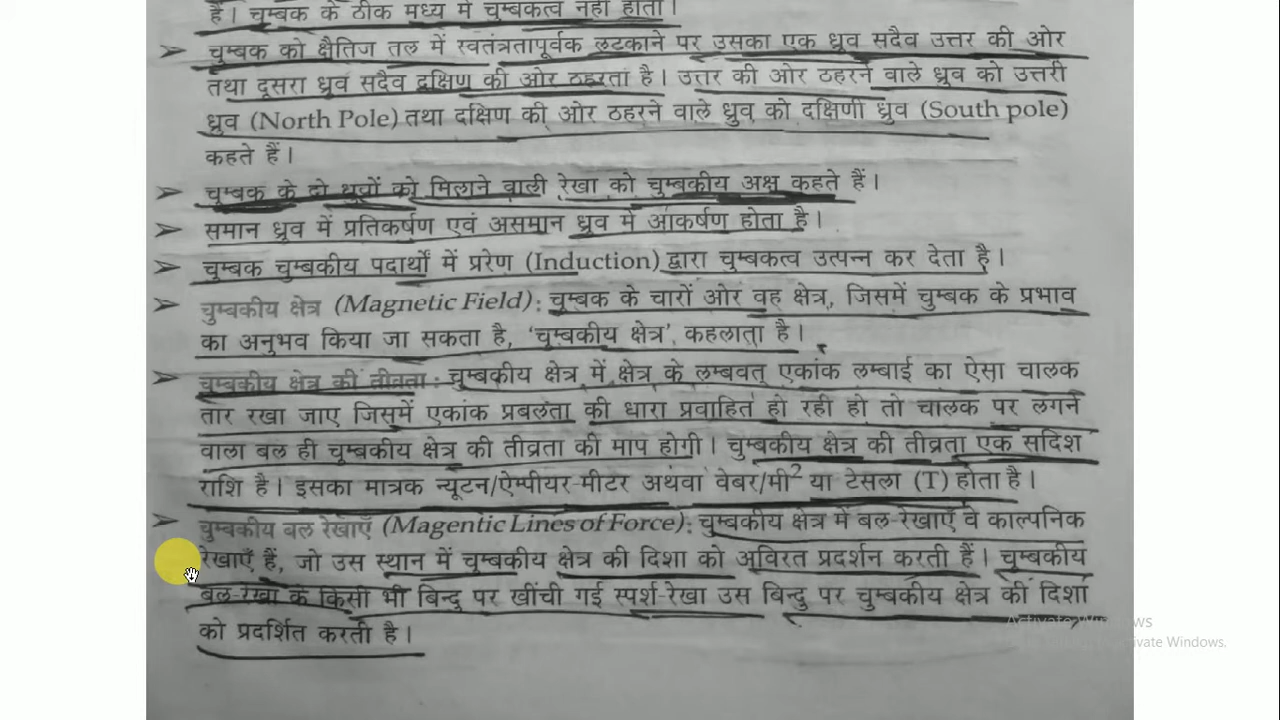 है। चुम्बक के ठीक मध्य में चुम्बकत्व नहीं होता।
➢ चुम्बक को क्षैतिज तल में स्वतंत्रतापूर्वक लटकाने पर उसका एक ध्रुव सदैव उत्तर की ओर
तथा दूसरा ध्रुव सदैव दक्षिण की ओर ठहरता है। उत्तर की ओर ठहरने वाले ध्रुव को उत्तरी
ध्रुव (North Pole) तथा दक्षिण की ओर ठहरने वाले ध्रुव को दक्षिणी ध्रुव (South pole)
कहते हैं।
➢ चुम्बक के दो ध्रुवों को मिलाने वाली रेखा को चुम्बकीय अक्ष कहते हैं।
➢ समान ध्रुव में प्रतिकर्षण एवं असमान ध्रुव में आकर्षण होता है।
➢ चुम्बक चुम्बकीय पदार्थों में प्ररेण (Induction) द्वारा चुम्बकत्व उत्पन्न कर देता है।
➢ चुम्बकीय क्षेत्र (Magnetic Field): चुम्बक के चारों ओर वह क्षेत्र, जिसमें चुम्बक के प्रभाव
का अनुभव किया जा सकता है, 'चुम्बकीय क्षेत्र' कहलाता है।
➢ चुम्बकीय क्षेत्र की तीव्रता: चुम्बकीय क्षेत्र में क्षेत्र के लम्बवत् एकांक लम्बाई का ऐसा चालक
तार रखा जाए जिसमें एकांक प्रबलता की धारा प्रवाहित हो रही हो तो चालक पर लगने
वाला बल ही चुम्बकीय क्षेत्र की तीव्रता की माप होगी। चुम्बकीय क्षेत्र की तीव्रता एक सदिश
राशि है। इसका मात्रक न्यूटन/ऐम्पीयर-मीटर अथवा वेबर/मी² या टेसला (T) होता है।
➢ चुम्बकीय बल रेखाएँ (Magentic Lines of Force): चुम्बकीय क्षेत्र में बल-रेखाएँ वे काल्पनिक
रेखाएँ हैं, जो उस स्थान में चुम्बकीय क्षेत्र की दिशा को अविरत प्रदर्शन करती हैं। चुम्बकीय
बल-रेखा के किसी भी बिन्दु पर खींची गई स्पर्श-रेखा उस बिन्दु पर चुम्बकीय क्षेत्र की दिशा
को प्रदर्शित करती है।
Activate Windows
Activate Windows.